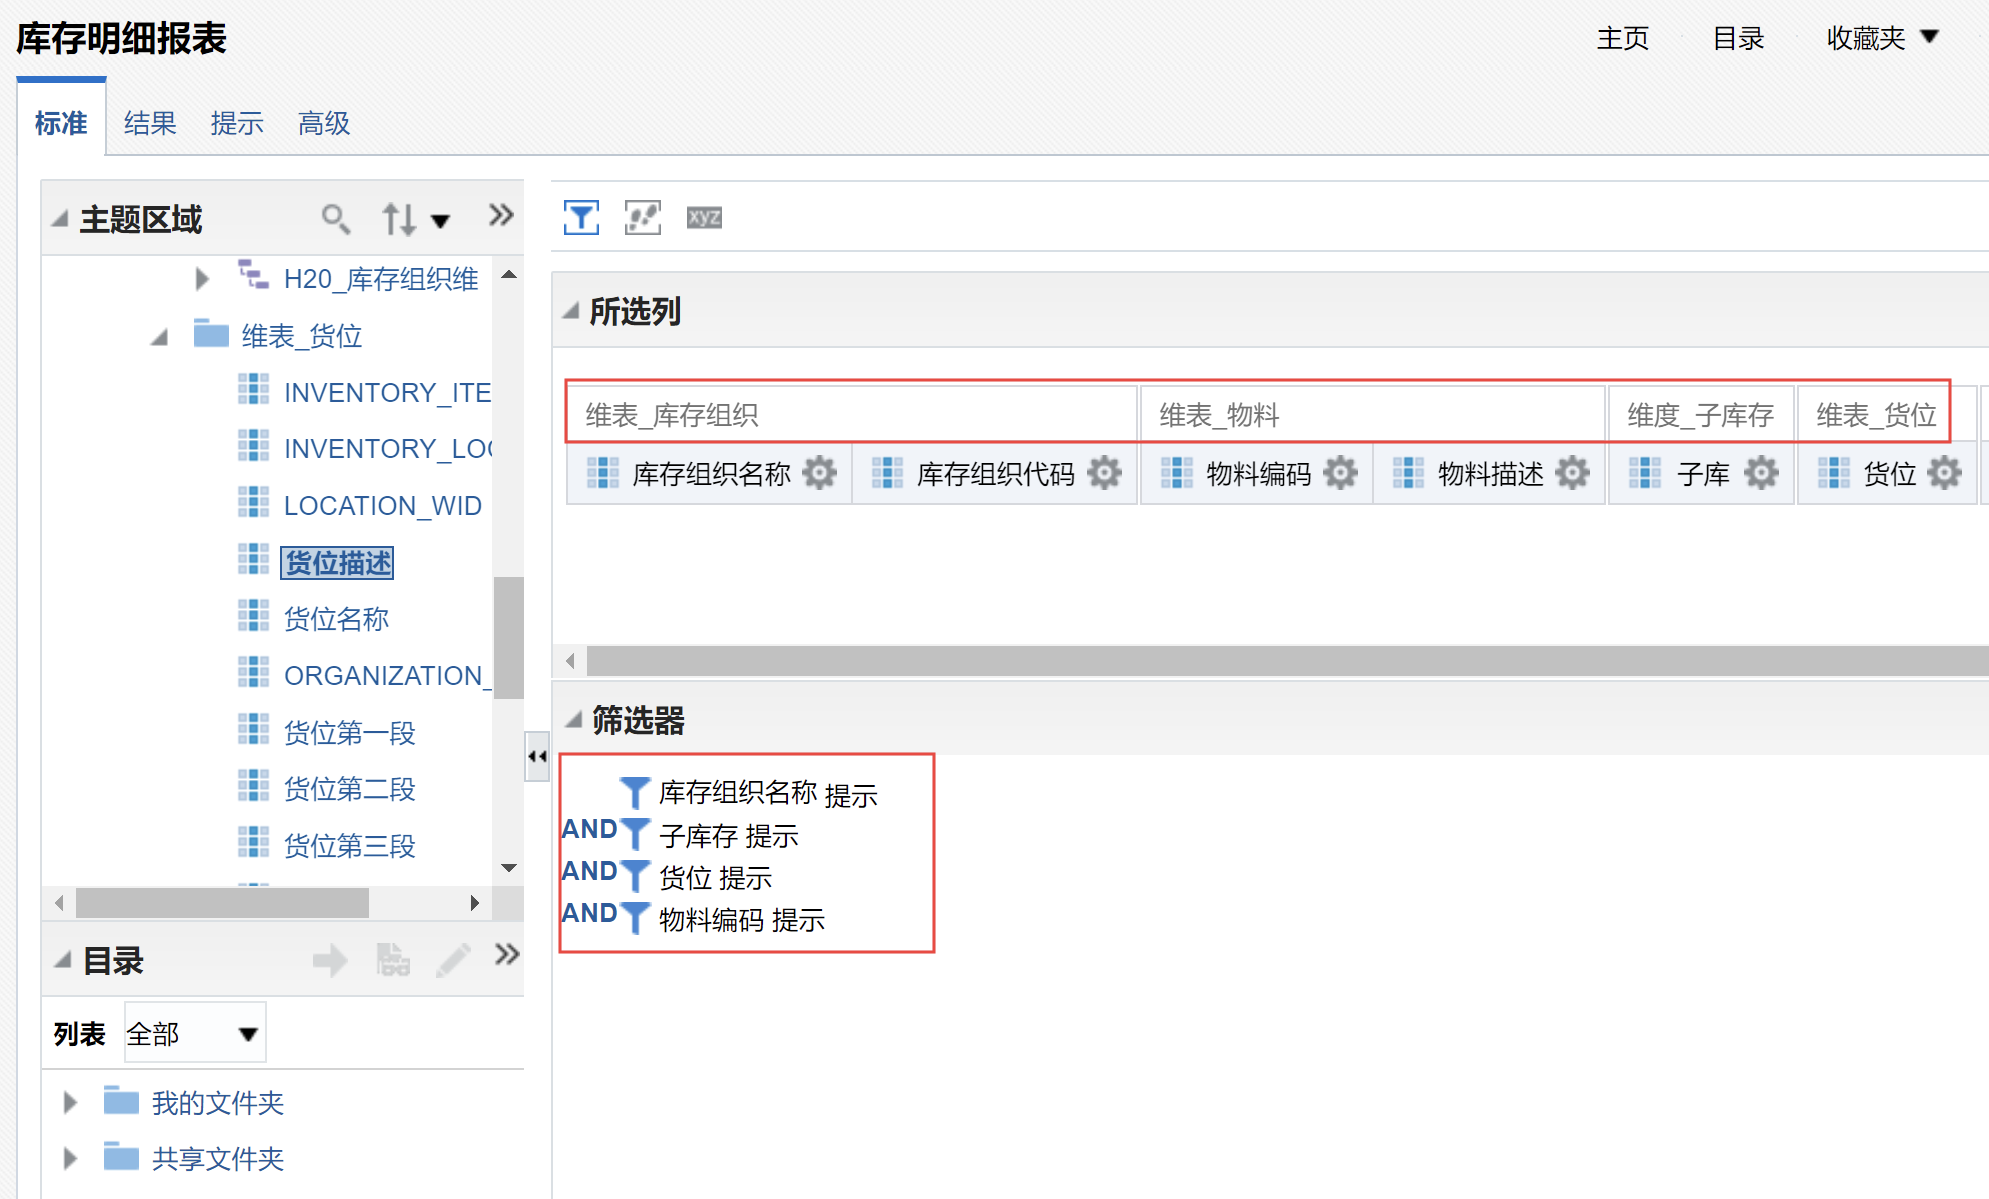 库存明细报表
主页 目录 收藏夹
标准 结果 提示 高级
主题区域
H20_库存组织维
维表_货位
INVENTORY_ITE
INVENTORY_LOC
LOCATION_WID
货位描述
货位名称
ORGANIZATION_
货位第一段
货位第二段
货位第三段
目录
列表 全部
我的文件夹
共享文件夹
xyz
所选列
维表_库存组织 维表_物料 维度_子库存 维表_货位
库存组织名称 库存组织代码 物料编码 物料描述 子库 货位
筛选器
库存组织名称 提示
AND 子库存 提示
AND 货位 提示
AND 物料编码 提示